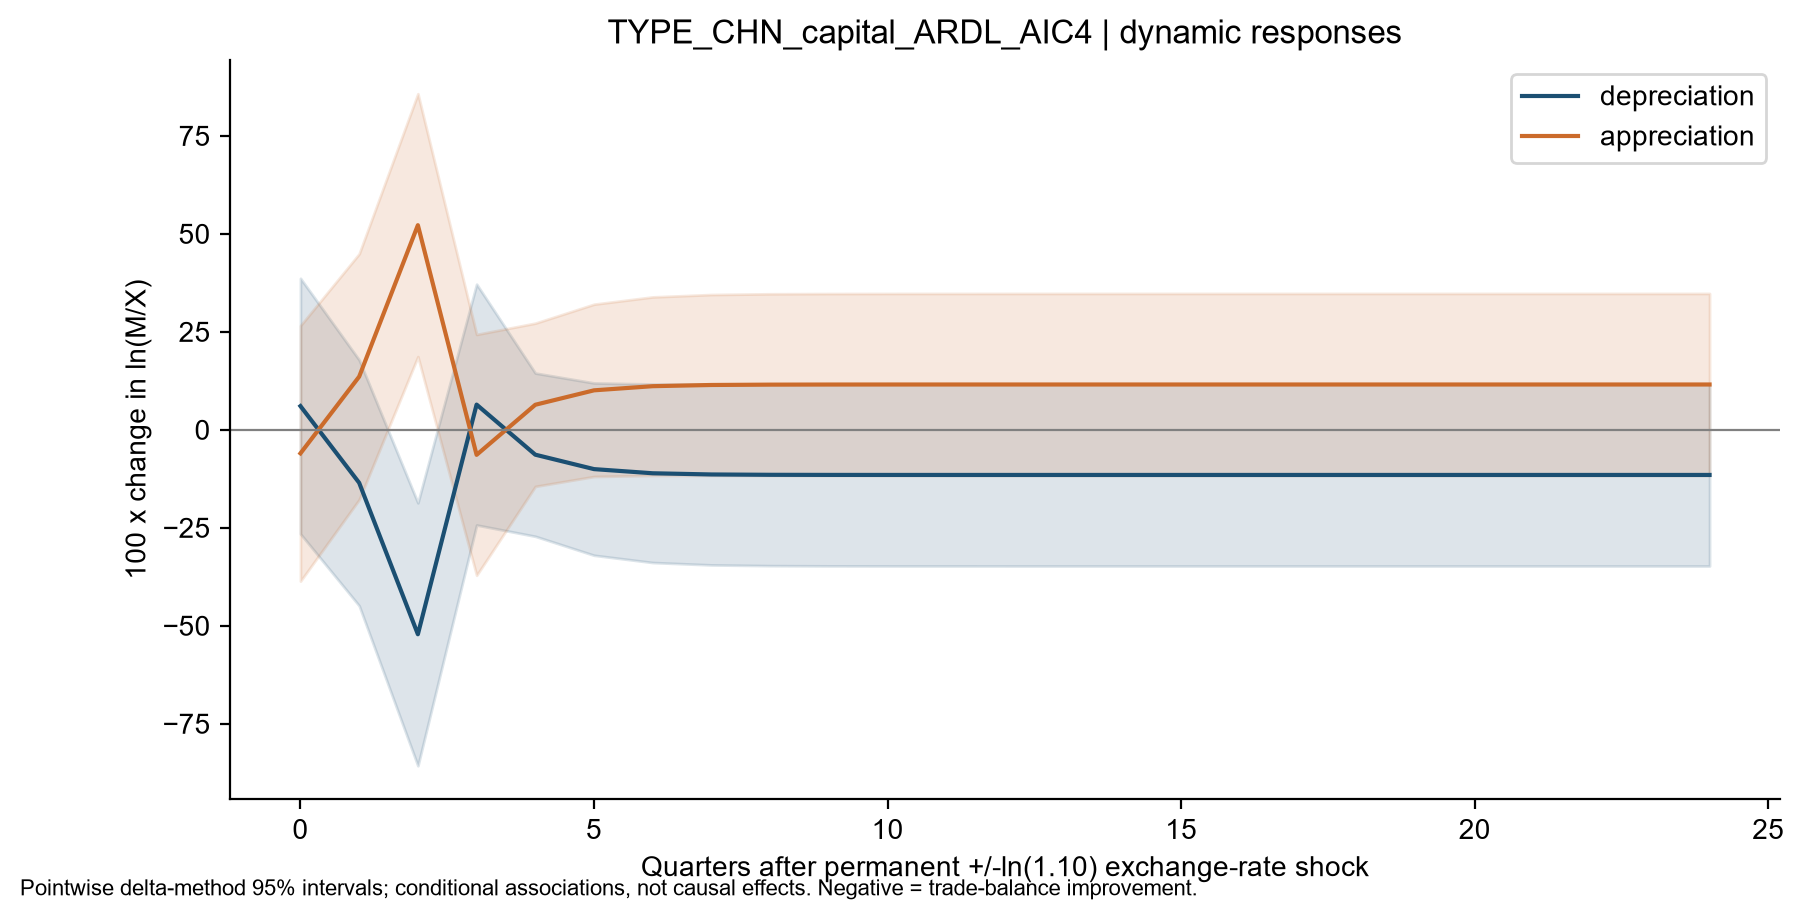 TYPE_CHN_capital_ARDL_AIC4 | dynamic responses
depreciation
appreciation
100 x change in ln(M/X)
75
50
25
0
−25
−50
−75
0 5 10 15 20 25
Quarters after permanent +/-ln(1.10) exchange-rate shock
Pointwise delta-method 95% intervals; conditional associations, not causal effects. Negative = trade-balance improvement.